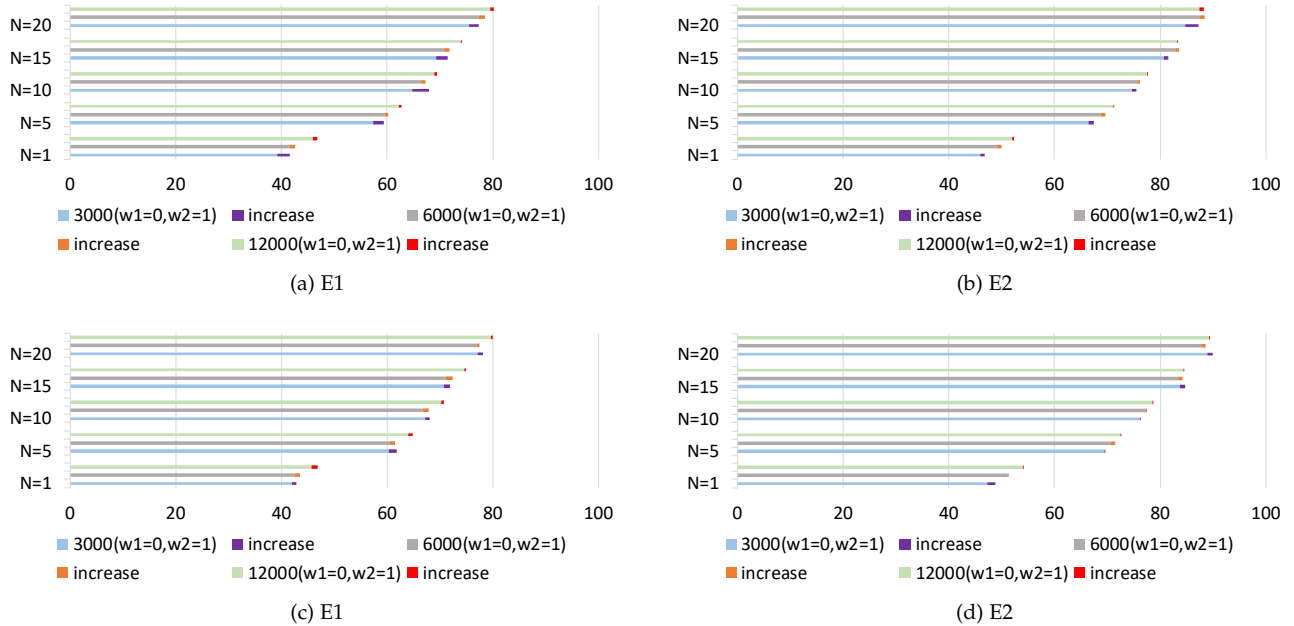 N=20
N=15
N=10
N=5
N=1
0 20 40 60 80 100
3000(w1=0,w2=1) increase 6000(w1=0,w2=1)
increase 12000(w1=0,w2=1) increase
(a) E1
N=20
N=15
N=10
N=5
N=1
0 20 40 60 80 100
3000(w1=0,w2=1) increase 6000(w1=0,w2=1)
increase 12000(w1=0,w2=1) increase
(b) E2
N=20
N=15
N=10
N=5
N=1
0 20 40 60 80 100
3000(w1=0,w2=1) increase 6000(w1=0,w2=1)
increase 12000(w1=0,w2=1) increase
(c) E1
N=20
N=15
N=10
N=5
N=1
0 20 40 60 80 100
3000(w1=0,w2=1) increase 6000(w1=0,w2=1)
increase 12000(w1=0,w2=1) increase
(d) E2